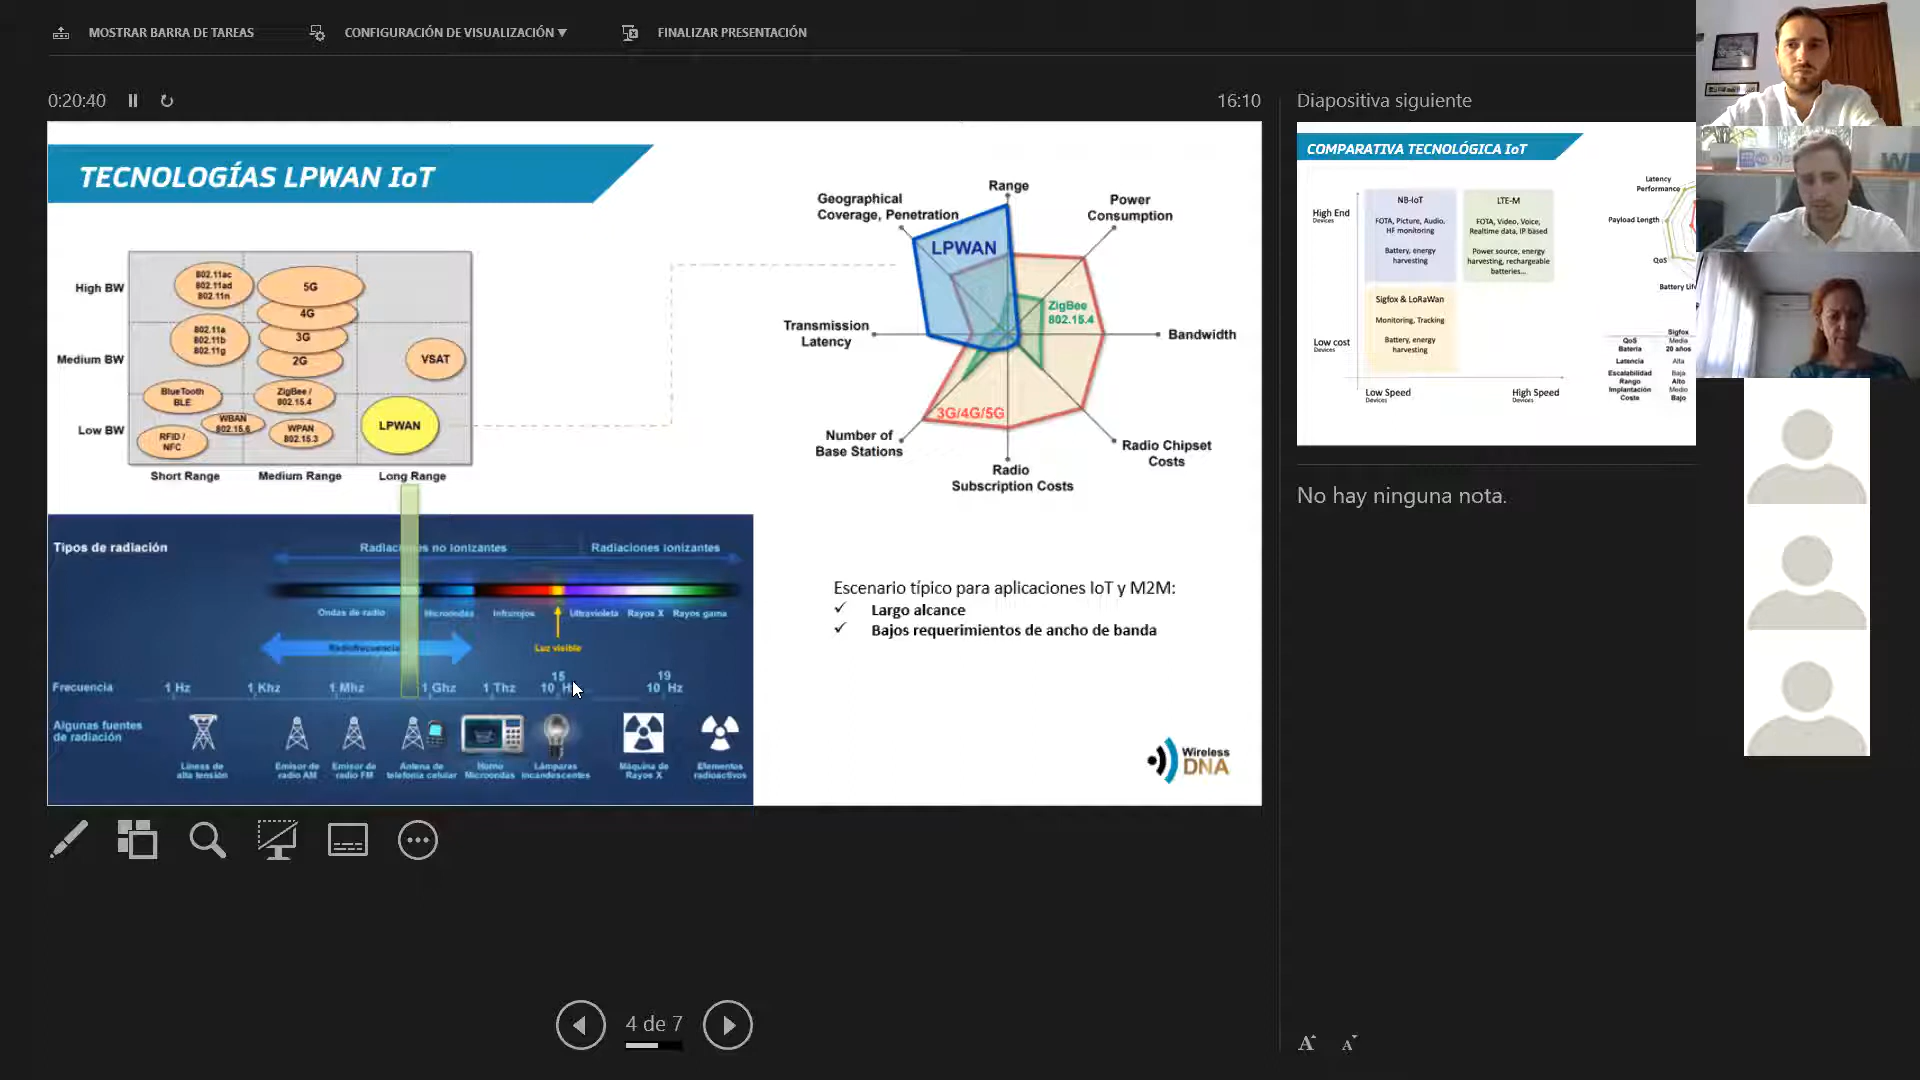 MOSTRAR BARRA DE TAREAS
CONFIGURACIÓN DE VISUALIZACIÓN ▼
FINALIZAR PRESENTACIÓN
0:20:40
16:10
Diapositiva siguiente
TECNOLOGÍAS LPWAN IoT
High BW
Medium BW
Low BW
802.11ac
802.11ad
802.11n
5G
4G
802.11a
802.11b
802.11g
3G
2G
VSAT
BlueTooth
BLE
ZigBee /
802.15.4
WBAN
802.15.6
RFID /
NFC
WPAN
802.15.3
LPWAN
Short Range
Medium Range
Long Range
Range
Geographical
Coverage, Penetration
Power
Consumption
LPWAN
ZigBee
802.15.4
Transmission
Latency
Bandwidth
3G/4G/5G
Number of
Base Stations
Radio Chipset
Costs
Radio
Subscription Costs
Tipos de radiación
Radiaciones no ionizantes
Radiaciones ionizantes
Ondas de radio
Microondas
Infrarrojos
Ultravioleta
Rayos X
Rayos gama
Radiofrecuencia
Luz visible
Frecuencia
1 Hz
1 Khz
1 Mhz
1 Ghz
1 Thz
10 15 Hz
10 19 Hz
Algunas fuentes
de radiación
Líneas de
alta tensión
Emisor de
radio AM
Emisor de
radio FM
Antena de
telefonía celular
Horno
Microondas
Lámparas
incandescentes
Máquina de
Rayos X
Elementos
radioactivos
Escenario típico para aplicaciones IoT y M2M:
✓ Largo alcance
✓ Bajos requerimientos de ancho de banda
Wireless
DNA
COMPARATIVA TECNOLÓGICA IoT
High End
Devices
NB-IoT
FOTA, Picture, Audio,
HF monitoring
Battery, energy
harvesting
LTE-M
FOTA, Video, Voice,
Realtime data, IP based
Power source, energy
harvesting, rechargeable
batteries...
Low cost
Devices
Sigfox & LoRaWan
Monitoring, Tracking
Battery, energy
harvesting
Low Speed
Devices
High Speed
Devices
Latency
Performance
Payload Length
QoS
Battery Lif
Sigfox
QoS Media
Batería 20 años
Latencia Alta
Escalabilidad Baja
Rango Alto
Implantación Medio
Coste Bajo
No hay ninguna nota.
4 de 7
A A